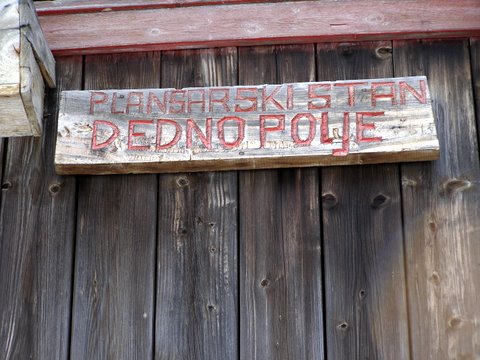 PLANŠARSKI STAN
DEDNO POLJE